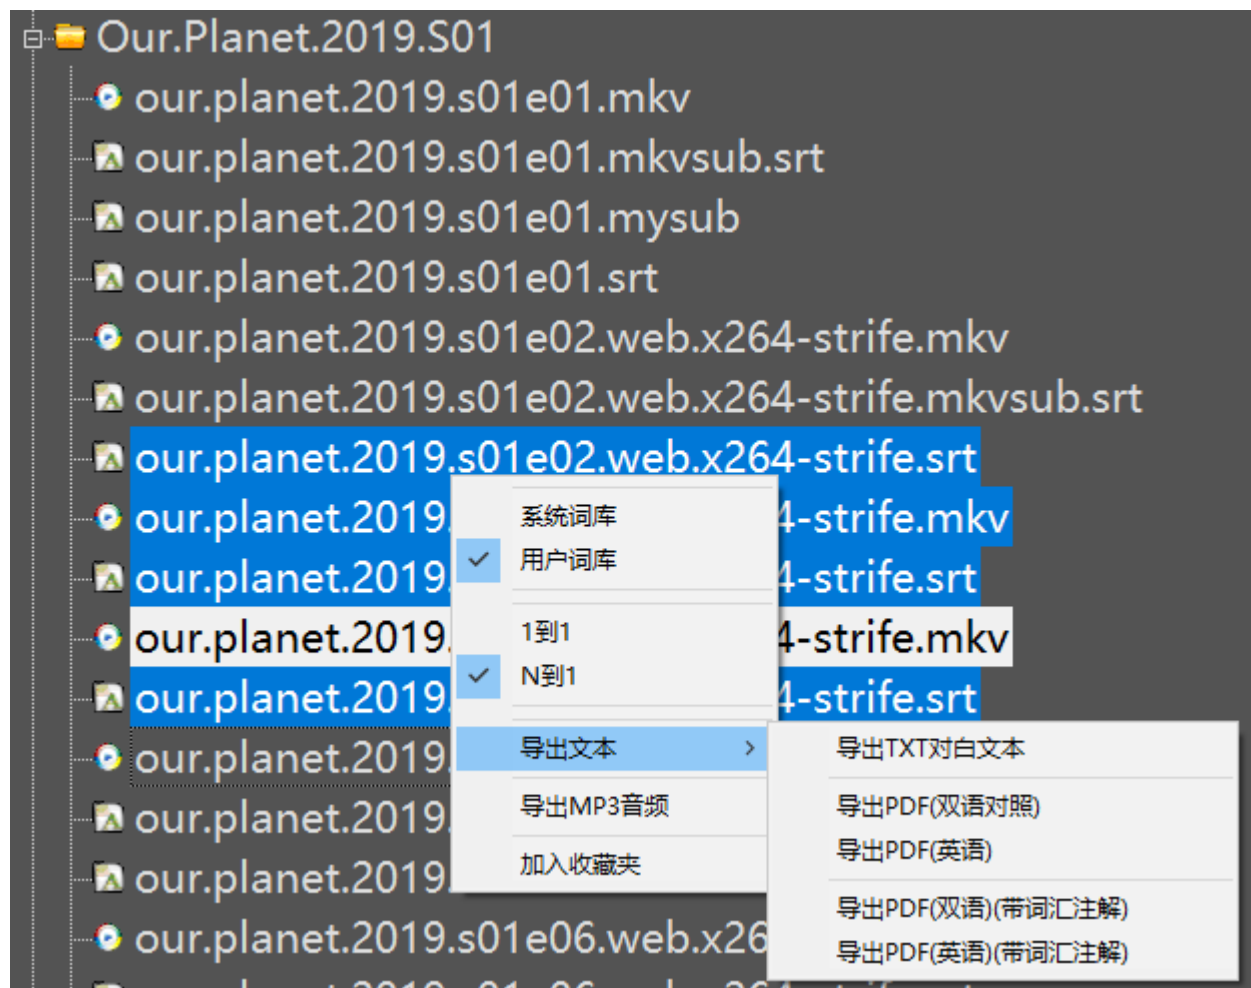 Our.Planet.2019.S01
our.planet.2019.s01e01.mkv
our.planet.2019.s01e01.mkvsub.srt
our.planet.2019.s01e01.mysub
our.planet.2019.s01e01.srt
our.planet.2019.s01e02.web.x264-strife.mkv
our.planet.2019.s01e02.web.x264-strife.mkvsub.srt
our.planet.2019.s01e02.web.x264-strife.srt
our.planet.2019. 4-strife.mkv
our.planet.2019. 4-strife.srt
our.planet.2019. 4-strife.mkv
our.planet.2019. 4-strife.srt
our.planet.2019.
our.planet.2019.
our.planet.2019.
our.planet.2019.s01e06.web.x26
系统词库
用户词库
1到1
N到1
导出文本
导出MP3音频
加入收藏夹
导出TXT对白文本
导出PDF(双语对照)
导出PDF(英语)
导出PDF(双语)(带词汇注解)
导出PDF(英语)(带词汇注解)